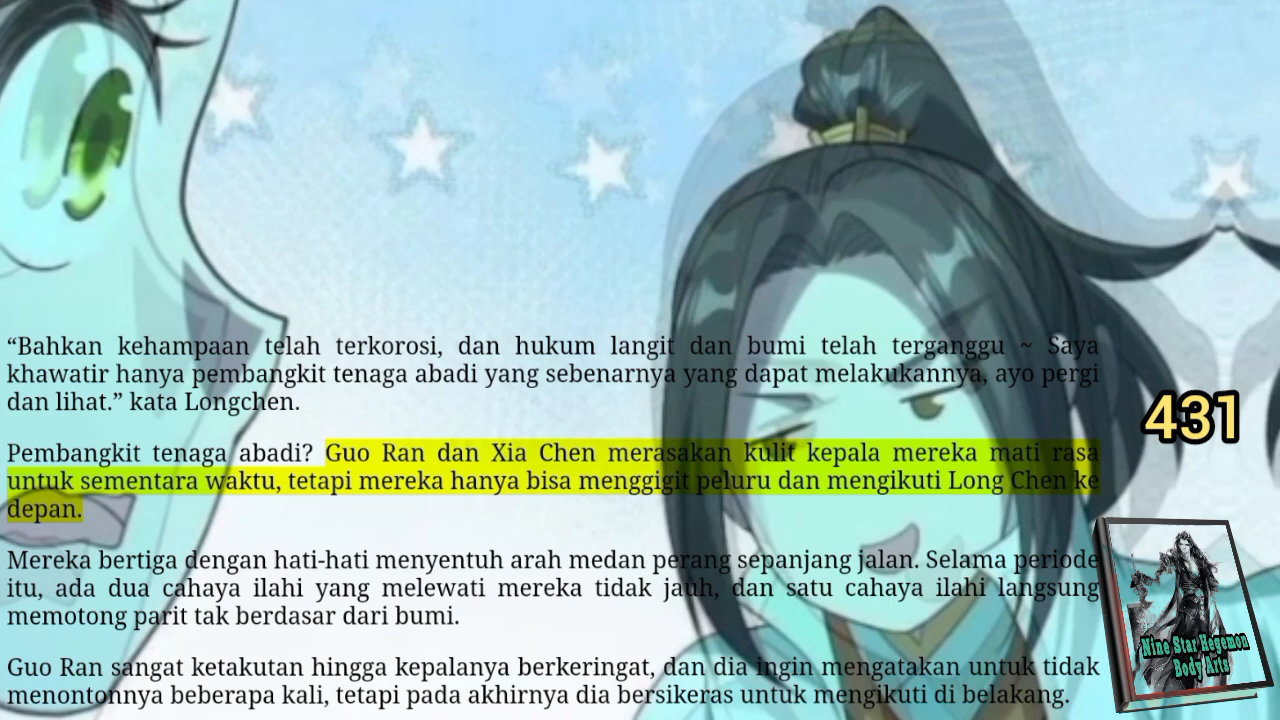 “Bahkan kehampaan telah terkorosi, dan hukum langit dan bumi telah terganggu ~ Saya
khawatir hanya pembangkit tenaga abadi yang sebenarnya yang dapat melakukannya, ayo pergi
dan lihat.” kata Longchen.
Pembangkit tenaga abadi? Guo Ran dan Xia Chen merasakan kulit kepala mereka mati rasa
untuk sementara waktu, tetapi mereka hanya bisa menggigit peluru dan mengikuti Long Chen ke
depan.
Mereka bertiga dengan hati-hati menyentuh arah medan perang sepanjang jalan. Selama periode
itu, ada dua cahaya ilahi yang melewati mereka tidak jauh, dan satu cahaya ilahi langsung
memotong parit tak berdasar dari bumi.
Guo Ran sangat ketakutan hingga kepalanya berkeringat, dan dia ingin mengatakan untuk tidak
menontonnya beberapa kali, tetapi pada akhirnya dia bersikeras untuk mengikuti di belakang.
431
Nine Star Hegemon
Body Arts